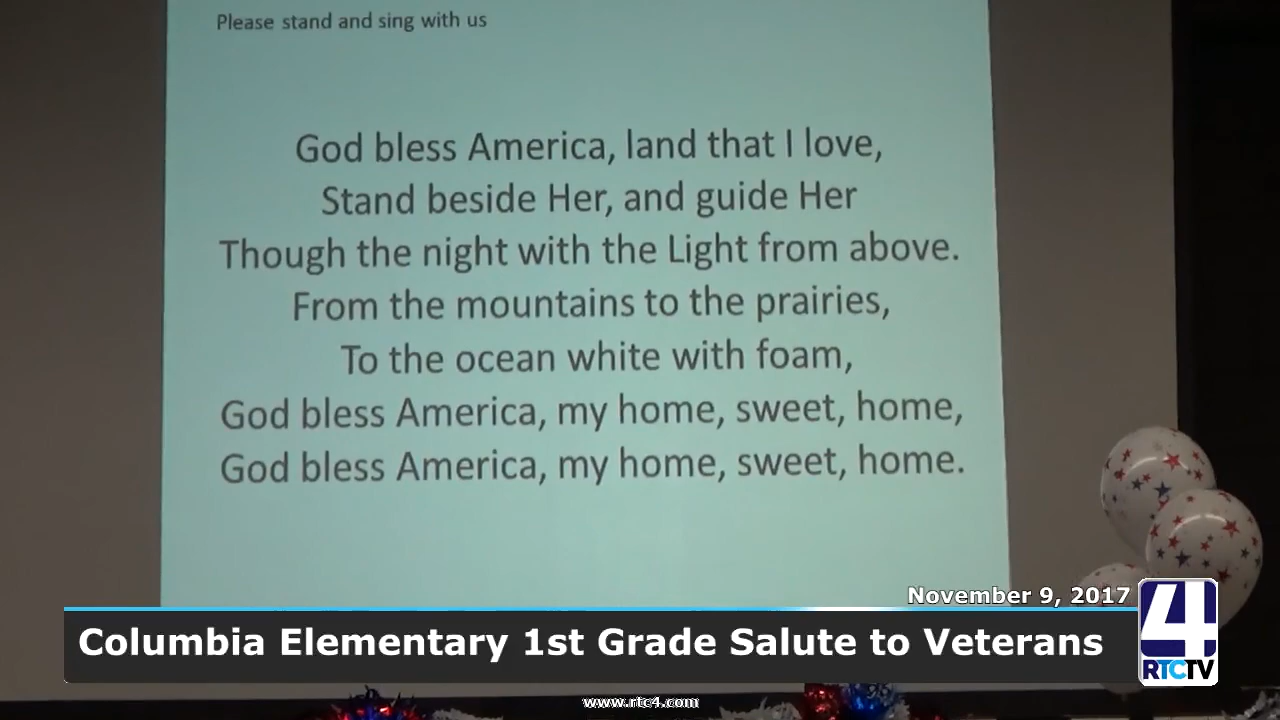 Please stand and sing with us
God bless America, land that I love,
Stand beside Her, and guide Her
Though the night with the Light from above.
From the mountains to the prairies,
To the ocean white with foam,
God bless America, my home, sweet, home,
God bless America, my home, sweet, home.
November 9, 2017
Columbia Elementary 1st Grade Salute to Veterans
4
RTCTV
www.rtc4.com